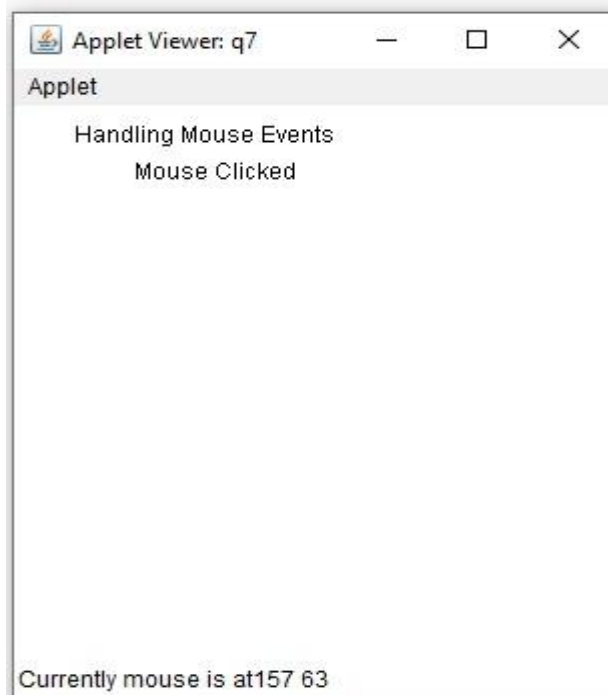 Applet Viewer: q7
Applet
Handling Mouse Events
Mouse Clicked
Currently mouse is at157 63